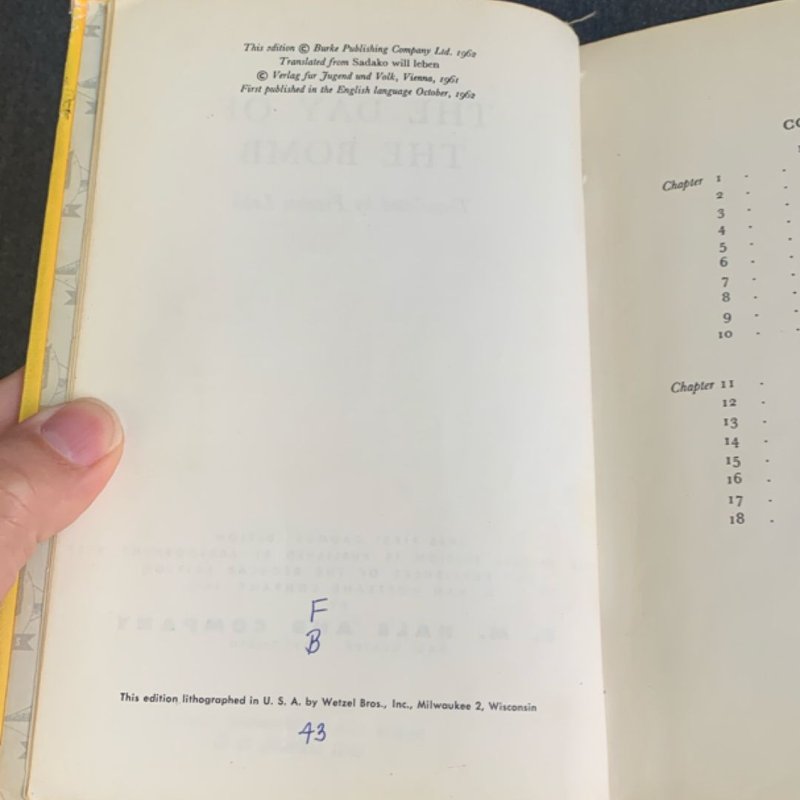 This edition © Burke Publishing Company Ltd. 1962
Translated from Sadako will leben
© Verlag fur Jugend und Volk, Vienna, 1961
First published in the English language October, 1962
F
B
This edition lithographed in U. S. A. by Wetzel Bros., Inc., Milwaukee 2, Wisconsin
43
Chapter 1
2
3
4
5
6
7
8
9
10
Chapter 11
12
13
14
15
16
17
18